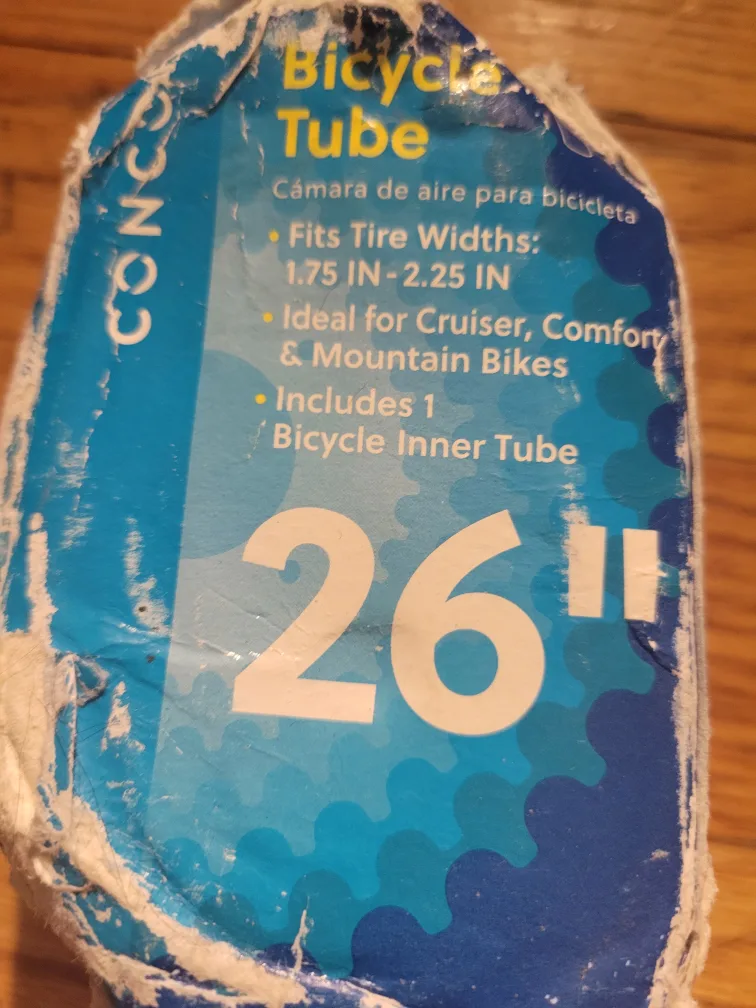 CONCO
Bicycle
Tube
Cámara de aire para bicicleta
• Fits Tire Widths:
1.75 IN - 2.25 IN
• Ideal for Cruiser, Comfort
& Mountain Bikes
• Includes 1
Bicycle Inner Tube
26"